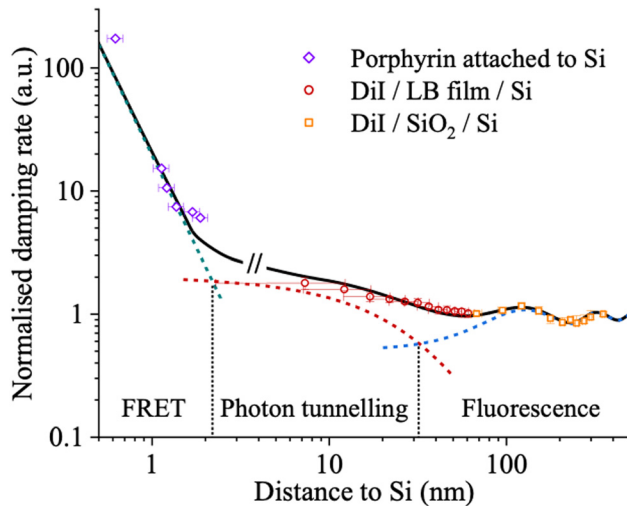 Normalised damping rate (a.u.)
100
10
1
0.1
Porphyrin attached to Si
DiI / LB film / Si
DiI / SiO₂ / Si
//
FRET
Photon tunnelling
Fluorescence
1
10
100
Distance to Si (nm)